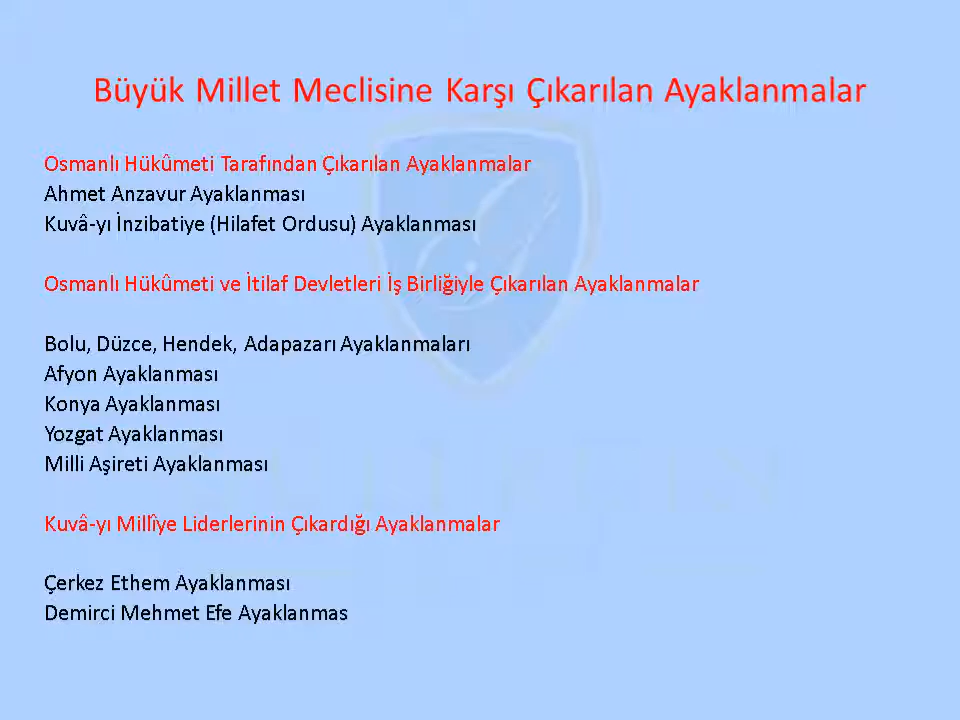 Büyük Millet Meclisine Karşı Çıkarılan Ayaklanmalar
Osmanlı Hükûmeti Tarafından Çıkarılan Ayaklanmalar
Ahmet Anzavur Ayaklanması
Kuvâ-yı İnzibatiye (Hilafet Ordusu) Ayaklanması
Osmanlı Hükûmeti ve İtilaf Devletleri İş Birliğiyle Çıkarılan Ayaklanmalar
Bolu, Düzce, Hendek, Adapazarı Ayaklanmaları
Afyon Ayaklanması
Konya Ayaklanması
Yozgat Ayaklanması
Milli Aşireti Ayaklanması
Kuvâ-yı Millîye Liderlerinin Çıkardığı Ayaklanmalar
Çerkez Ethem Ayaklanması
Demirci Mehmet Efe Ayaklanmas